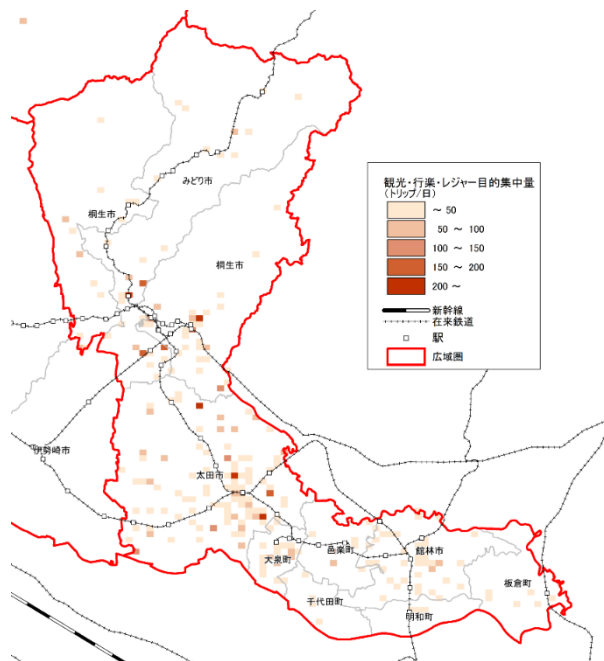 みどり市
桐生市
桐生市
観光・行楽・レジャー目的集中量
(トリップ/日)
~ 50
50 ~ 100
100 ~ 150
150 ~ 200
200 ~
新幹線
在来鉄道
駅
広域圏
伊勢崎市
太田市
大泉町
邑楽町
館林市
板倉町
千代田町
明和町